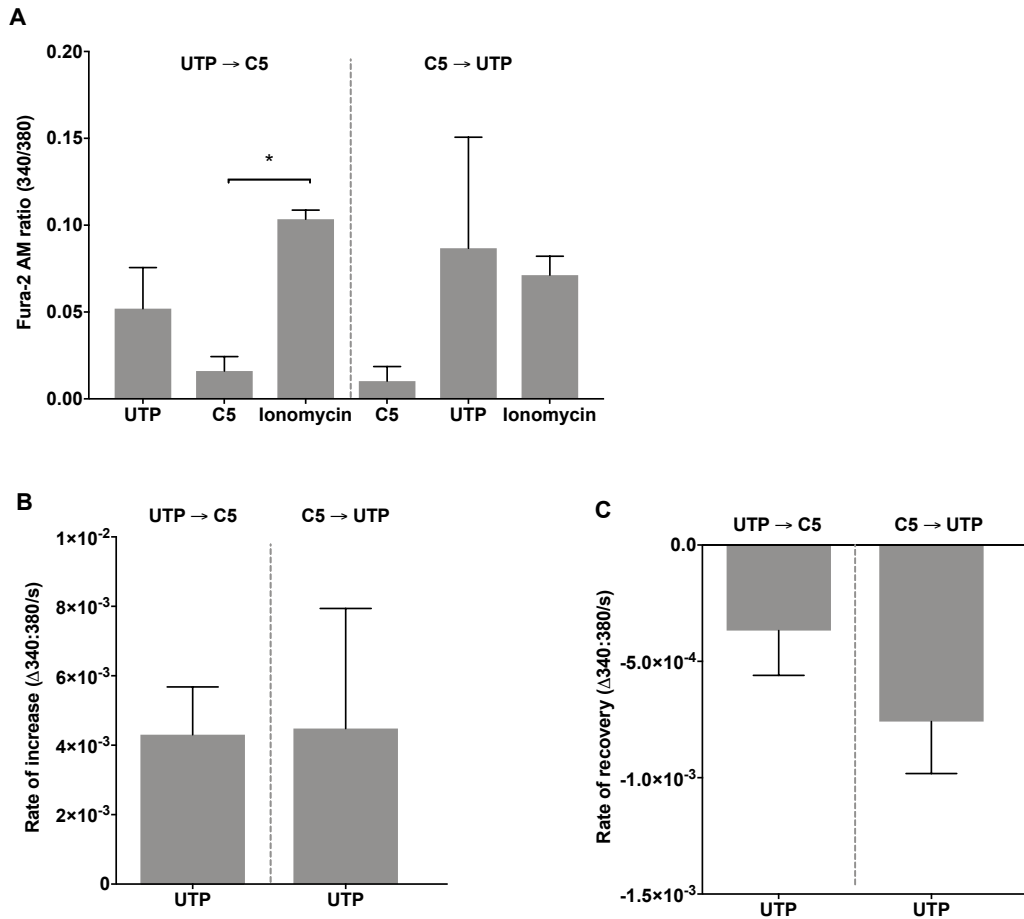 A
UTP → C5
C5 → UTP
Fura-2 AM ratio (340/380)
0.20
0.15
0.10
0.05
0.00
*
UTP
C5
Ionomycin
C5
UTP
Ionomycin
B
UTP → C5
C5 → UTP
Rate of increase (Δ340:380/s)
1×10⁻²
8×10⁻³
6×10⁻³
4×10⁻³
2×10⁻³
0
UTP
UTP
C
UTP → C5
C5 → UTP
Rate of recovery (Δ340:380/s)
0.0
-5.0×10⁻⁴
-1.0×10⁻³
-1.5×10⁻³
UTP
UTP